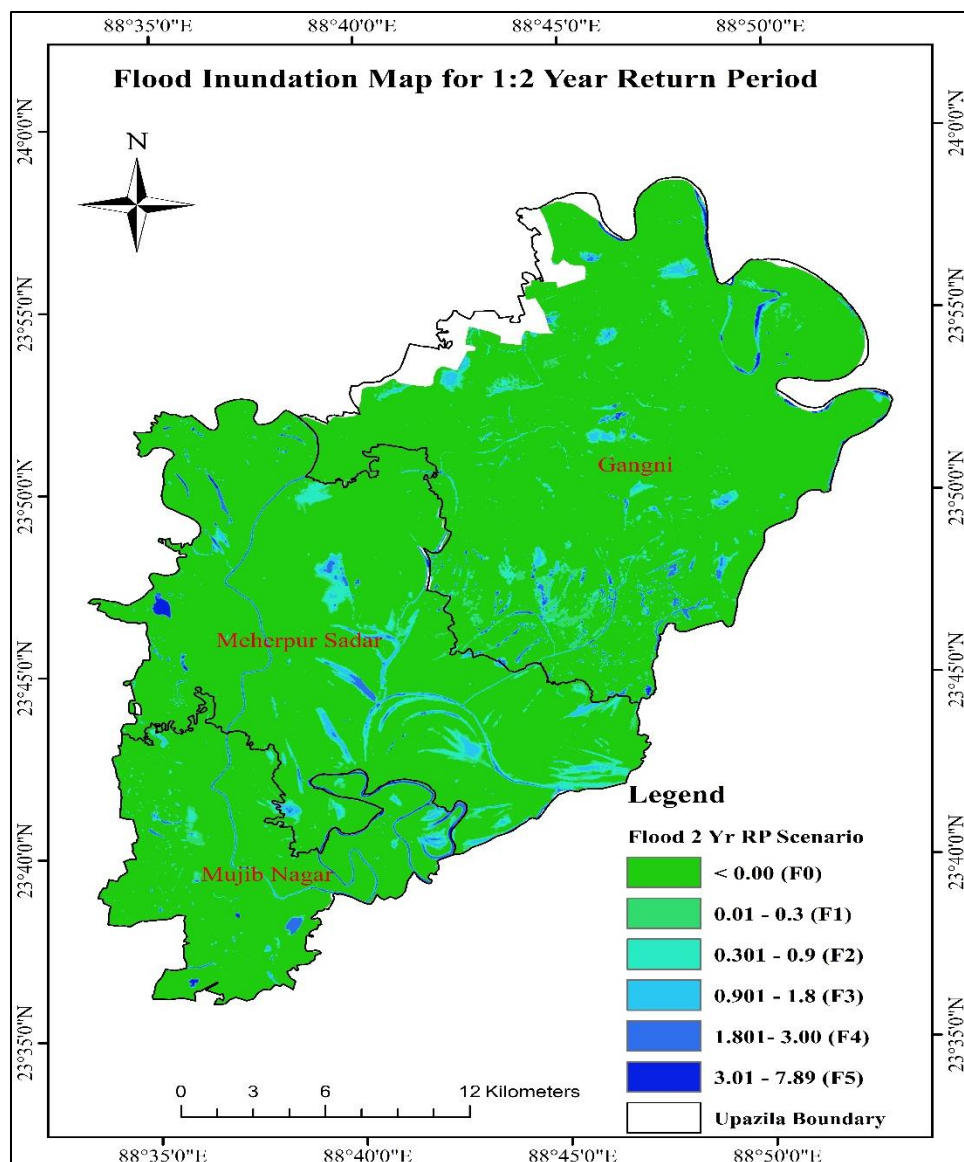 88°35'0"E 88°40'0"E 88°45'0"E 88°50'0"E
Flood Inundation Map for 1:2 Year Return Period
N
24°0'0"N 24°0'0"N
23°55'0"N 23°55'0"N
Gangni
23°50'0"N 23°50'0"N
Meherpur Sadar
23°45'0"N 23°45'0"N
Mujib Nagar
23°40'0"N 23°40'0"N
23°35'0"N 23°35'0"N
Legend
Flood 2 Yr RP Scenario
< 0.00 (F0)
0.01 - 0.3 (F1)
0.301 - 0.9 (F2)
0.901 - 1.8 (F3)
1.801- 3.00 (F4)
3.01 - 7.89 (F5)
Upazila Boundary
0 3 6 12 Kilometers
88°35'0"E 88°40'0"E 88°45'0"E 88°50'0"E